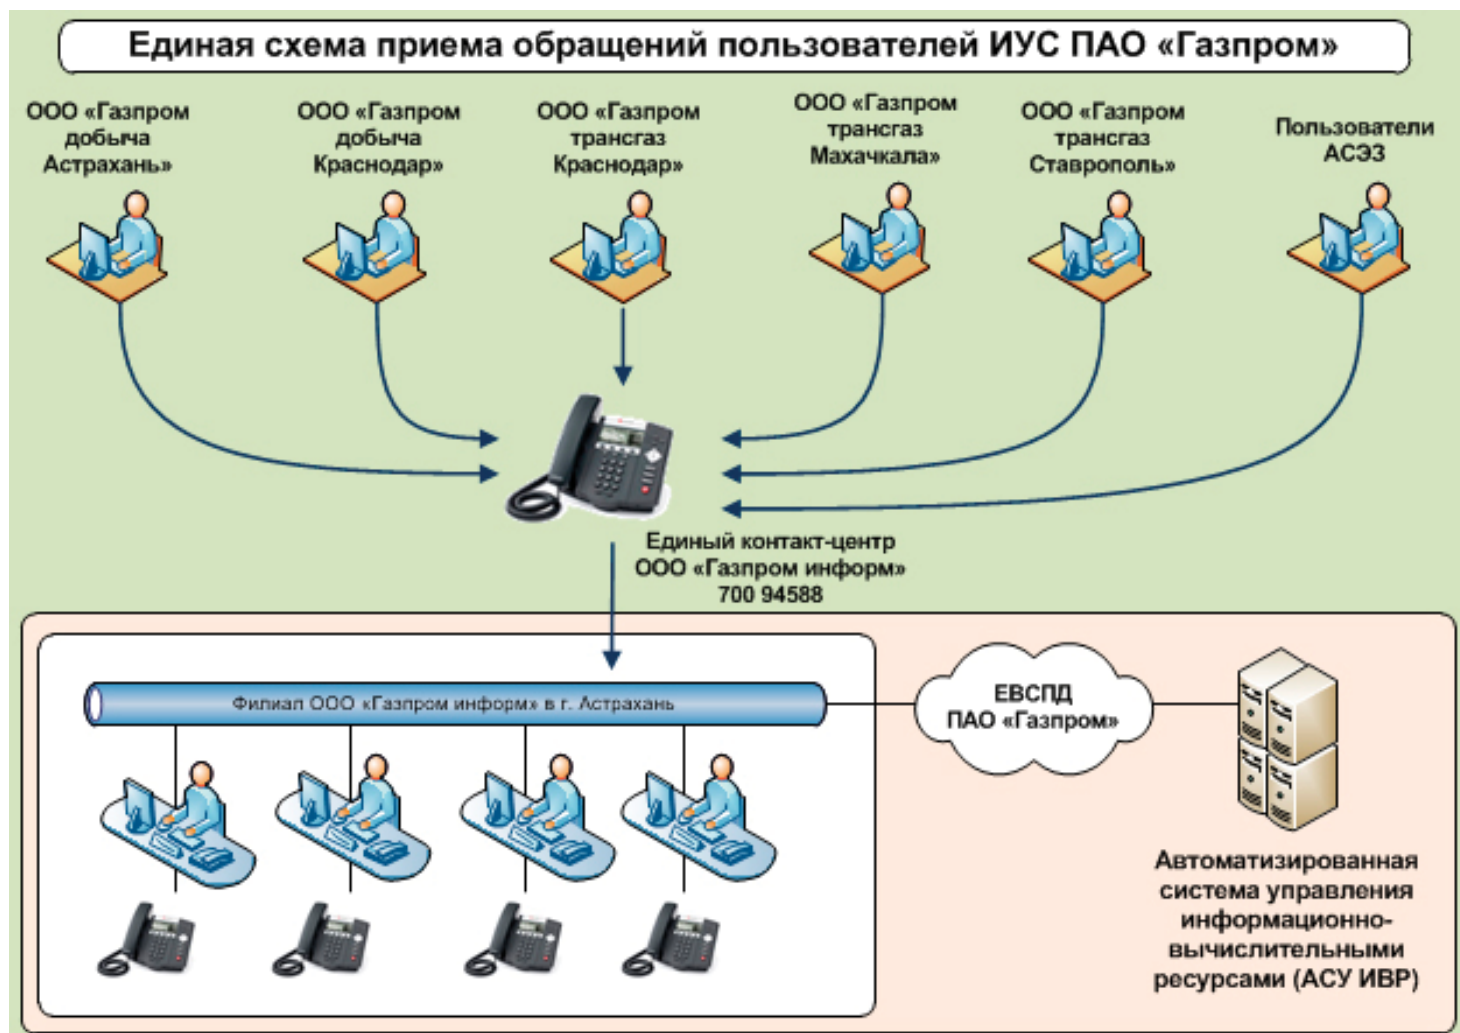 Единая схема приема обращений пользователей ИУС ПАО «Газпром»
ООО «Газпром
добыча
Астрахань»
ООО «Газпром
добыча
Краснодар»
ООО «Газпром
трансгаз
Краснодар»
ООО «Газпром
трансгаз
Махачкала»
ООО «Газпром
трансгаз
Ставрополь»
Пользователи
АСЭЗ
Единый контакт-центр
ООО «Газпром информ»
700 94588
Филиал ООО «Газпром информ» в г. Астрахань
ЕВСПД
ПАО «Газпром»
Автоматизированная
система управления
информационно-
вычислительными
ресурсами (АСУ ИВР)